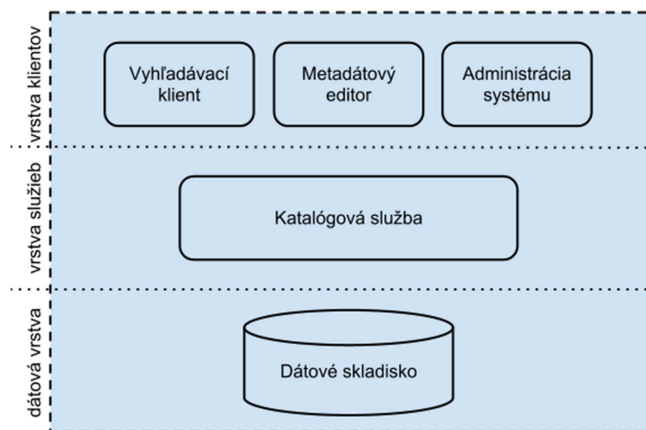 vrstva klientov
Vyhľadávací
klient
Metadátový
editor
Administrácia
systému
vrstva služieb
Katalógová služba
dátová vrstva
Dátové skladisko